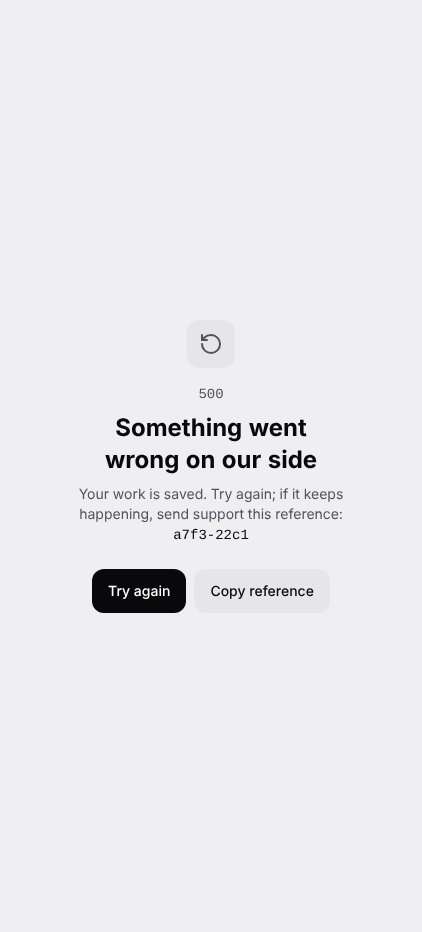 500
Something went
wrong on our side
Your work is saved. Try again; if it keeps
happening, send support this reference:
a7f3-22c1
Try again
Copy reference